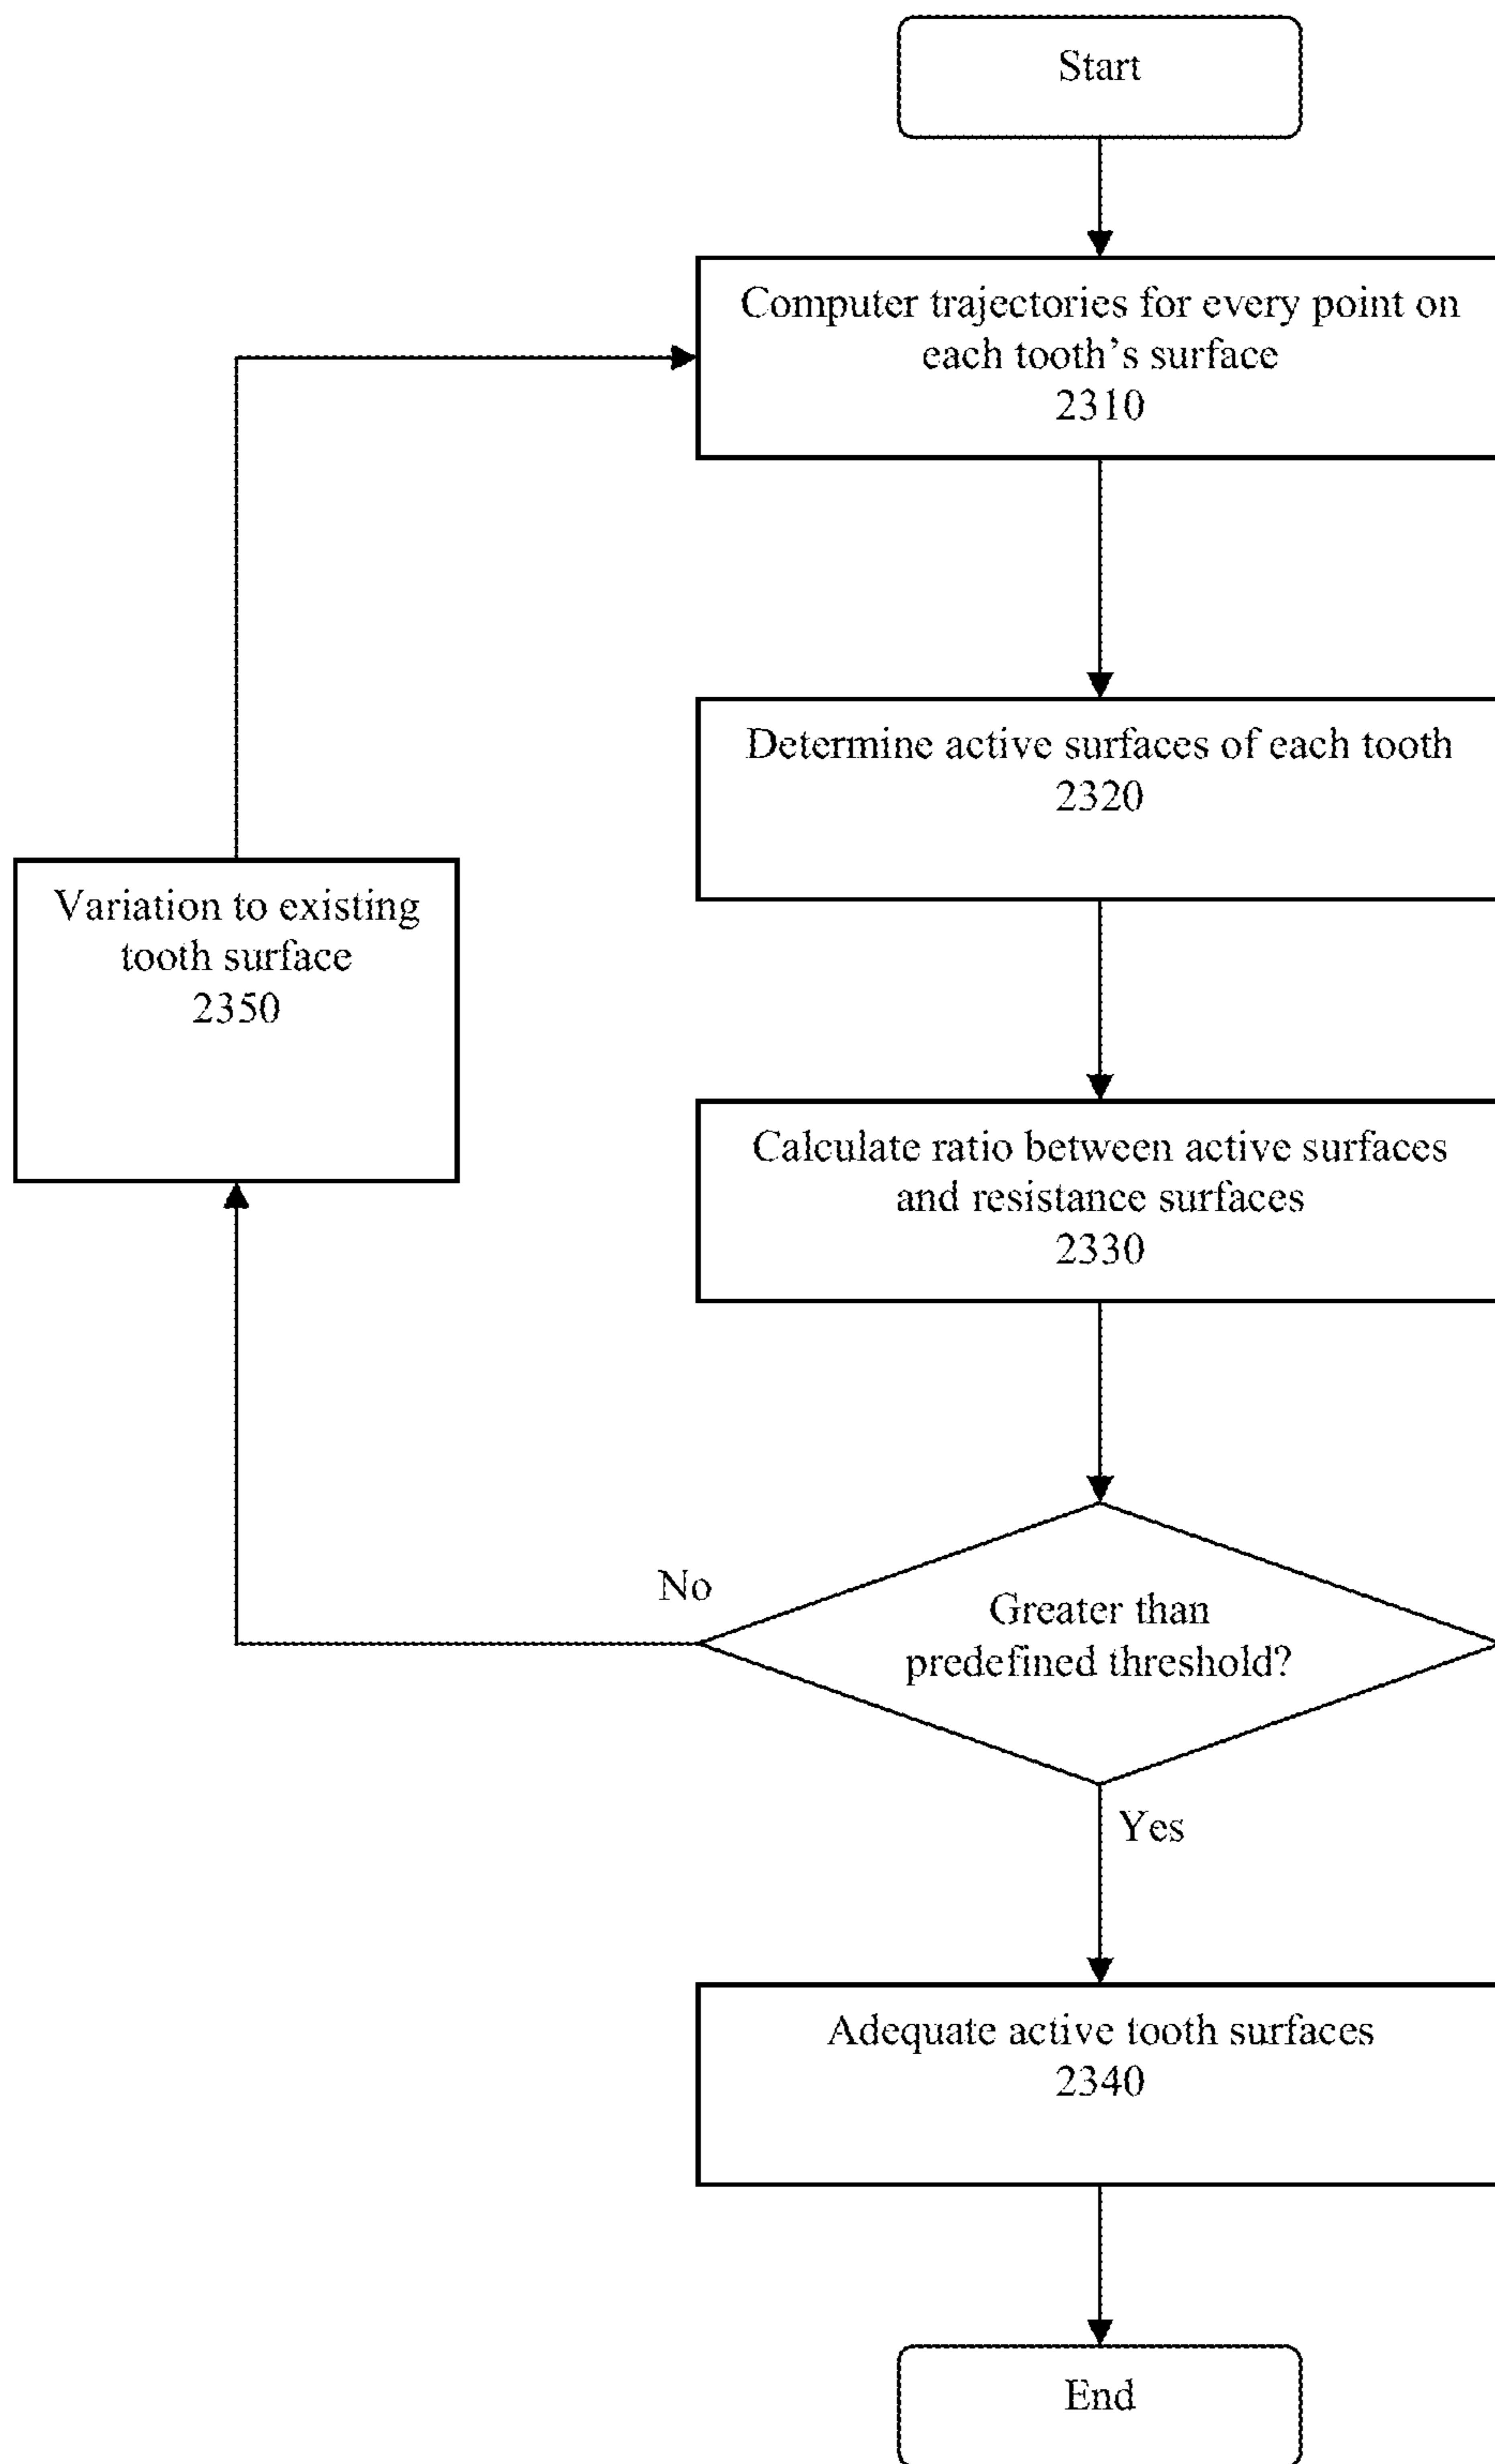 Start
Computer trajectories for every point on
each tooth’s surface
2310
Determine active surfaces of each tooth
2320
Variation to existing
tooth surface
2350
Calculate ratio between active surfaces
and resistance surfaces
2330
No
Greater than
predefined threshold?
Yes
Adequate active tooth surfaces
2340
End